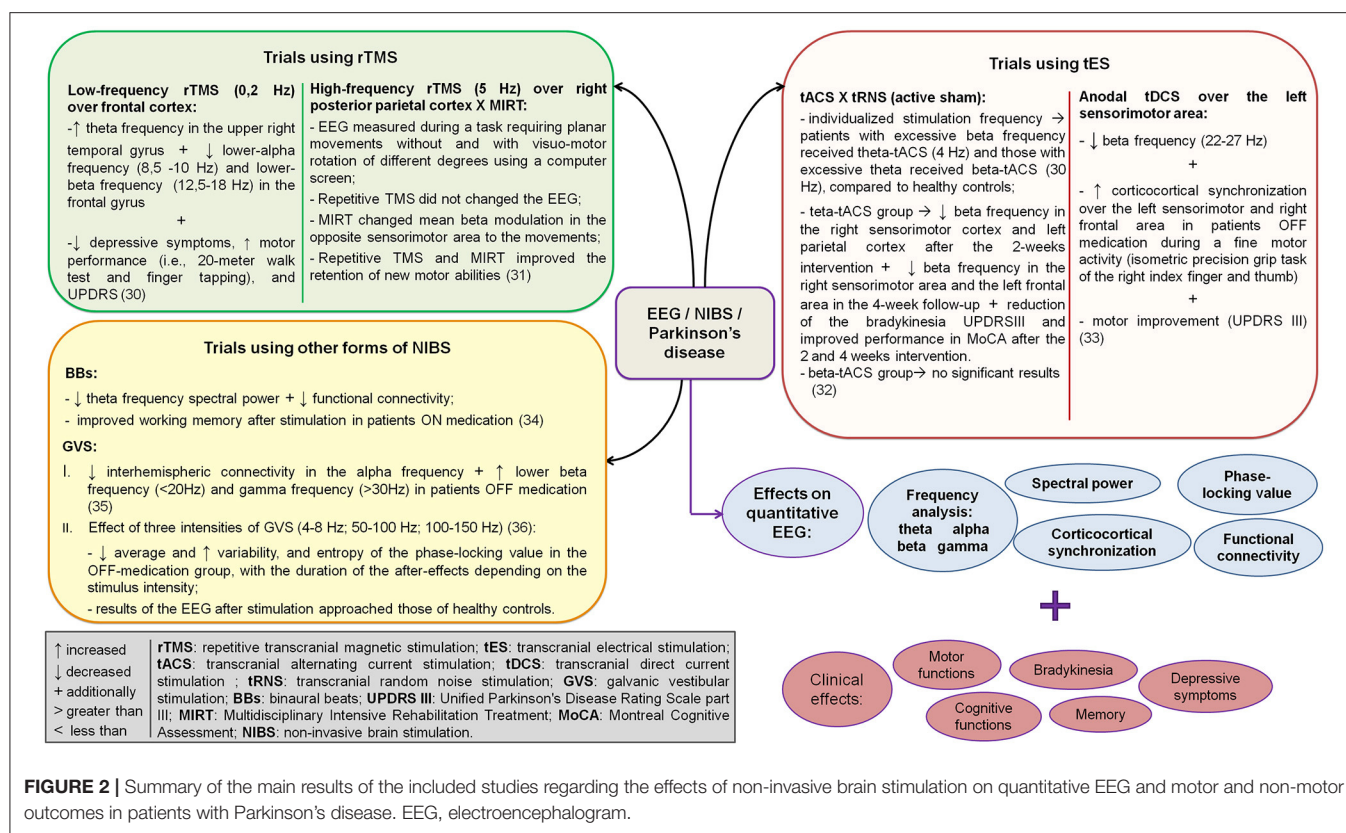 Trials using rTMS
Low-frequency rTMS (0,2 Hz)
over frontal cortex:
-↑ theta frequency in the upper right
temporal gyrus + ↓ lower-alpha
frequency (8,5 -10 Hz) and lower-
beta frequency (12,5-18 Hz) in the
frontal gyrus
+
-↓ depressive symptoms, ↑ motor
performance (i.e., 20-meter walk
test and finger tapping), and
UPDRS (30)
High-frequency rTMS (5 Hz) over right
posterior parietal cortex X MIRT:
- EEG measured during a task requiring planar
movements without and with visuo-motor
rotation of different degrees using a computer
screen;
- Repetitive TMS did not changed the EEG;
- MIRT changed mean beta modulation in the
opposite sensorimotor area to the movements;
- Repetitive TMS and MIRT improved the
retention of new motor abilities (31)
Trials using tES
tACS X tRNS (active sham):
- individualized stimulation frequency →
patients with excessive beta frequency
received theta-tACS (4 Hz) and those with
excessive theta received beta-tACS (30
Hz), compared to healthy controls;
- teta-tACS group → ↓ beta frequency in
the right sensorimotor cortex and left
parietal cortex after the 2-weeks
intervention + ↓ beta frequency in the
right sensorimotor area and the left frontal
area in the 4-week follow-up + reduction
of the bradykinesia UPDRSIII and
improved performance in MoCA after the
2 and 4 weeks intervention.
- beta-tACS group→ no significant results
(32)
Anodal tDCS over the left
sensorimotor area:
- ↓ beta frequency (22-27 Hz)
+
- ↑ corticocortical synchronization
over the left sensorimotor and right
frontal area in patients OFF
medication during a fine motor
activity (isometric precision grip task
of the right index finger and thumb)
+
- motor improvement (UPDRS III)
(33)
EEG / NIBS /
Parkinson's
disease
Trials using other forms of NIBS
BBs:
- ↓ theta frequency spectral power + ↓ functional connectivity;
- improved working memory after stimulation in patients ON medication (34)
GVS:
I. ↓ interhemispheric connectivity in the alpha frequency + ↑ lower beta
frequency (<20Hz) and gamma frequency (>30Hz) in patients OFF medication
(35)
II. Effect of three intensities of GVS (4-8 Hz; 50-100 Hz; 100-150 Hz) (36):
- ↓ average and ↑ variability, and entropy of the phase-locking value in the
OFF-medication group, with the duration of the after-effects depending on the
stimulus intensity;
- results of the EEG after stimulation approached those of healthy controls.
Effects on
quantitative
EEG:
Frequency
analysis:
theta alpha
beta gamma
Spectral power
Phase-
locking value
Corticocortical
synchronization
Functional
connectivity
+
Clinical
effects:
Motor
functions
Bradykinesia
Depressive
symptoms
Cognitive
functions
Memory
↑ increased
↓ decreased
+ additionally
> greater than
< less than
rTMS: repetitive transcranial magnetic stimulation; tES: transcranial electrical stimulation;
tACS: transcranial alternating current stimulation; tDCS: transcranial direct current
stimulation ; tRNS: transcranial random noise stimulation; GVS: galvanic vestibular
stimulation; BBs: binaural beats; UPDRS III: Unified Parkinson's Disease Rating Scale part
III; MIRT: Multidisciplinary Intensive Rehabilitation Treatment; MoCA: Montreal Cognitive
Assessment; NIBS: non-invasive brain stimulation.
FIGURE 2 | Summary of the main results of the included studies regarding the effects of non-invasive brain stimulation on quantitative EEG and motor and non-motor
outcomes in patients with Parkinson's disease. EEG, electroencephalogram.